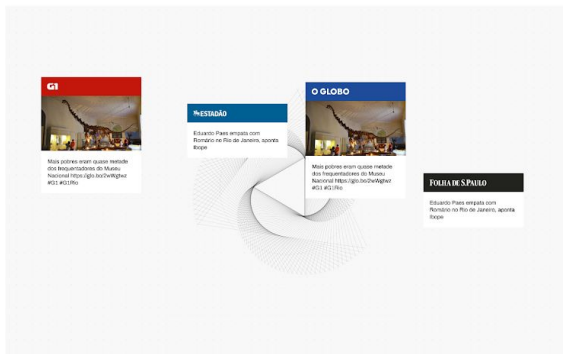 G1
Mais pobres eram quase metade
dos frequentadores do Museu
Nacional https://glo.bo/2wWghvz
#G1 #G1Rio
ESTADÃO
Eduardo Paes empata com
Romário no Rio de Janeiro, aponta
Ibope
O GLOBO
Mais pobres eram quase metade
dos frequentadores do Museu
Nacional https://glo.bo/2wWghvz
#G1 #G1Rio
FOLHA DE S.PAULO
Eduardo Paes empata com
Romário no Rio de Janeiro, aponta
Ibope